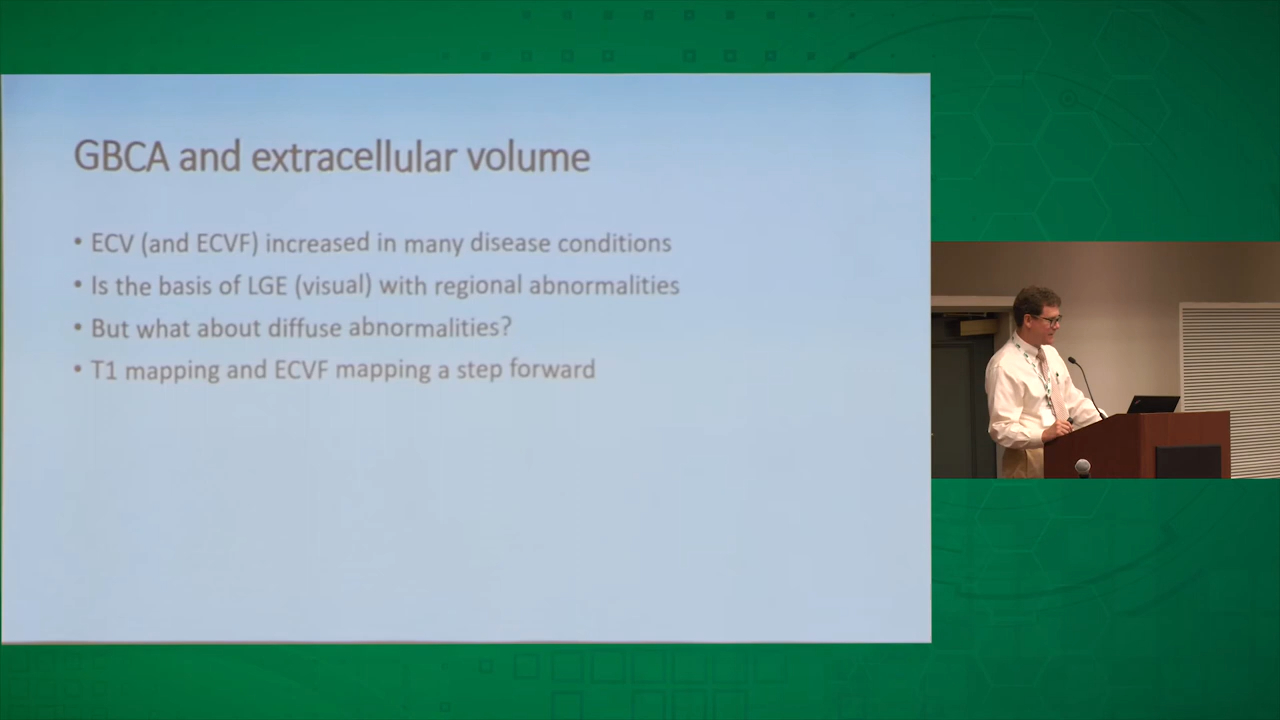 GBCA and extracellular volume
• ECV (and ECVF) increased in many disease conditions
• Is the basis of LGE (visual) with regional abnormalities
• But what about diffuse abnormalities?
• T1 mapping and ECVF mapping a step forward